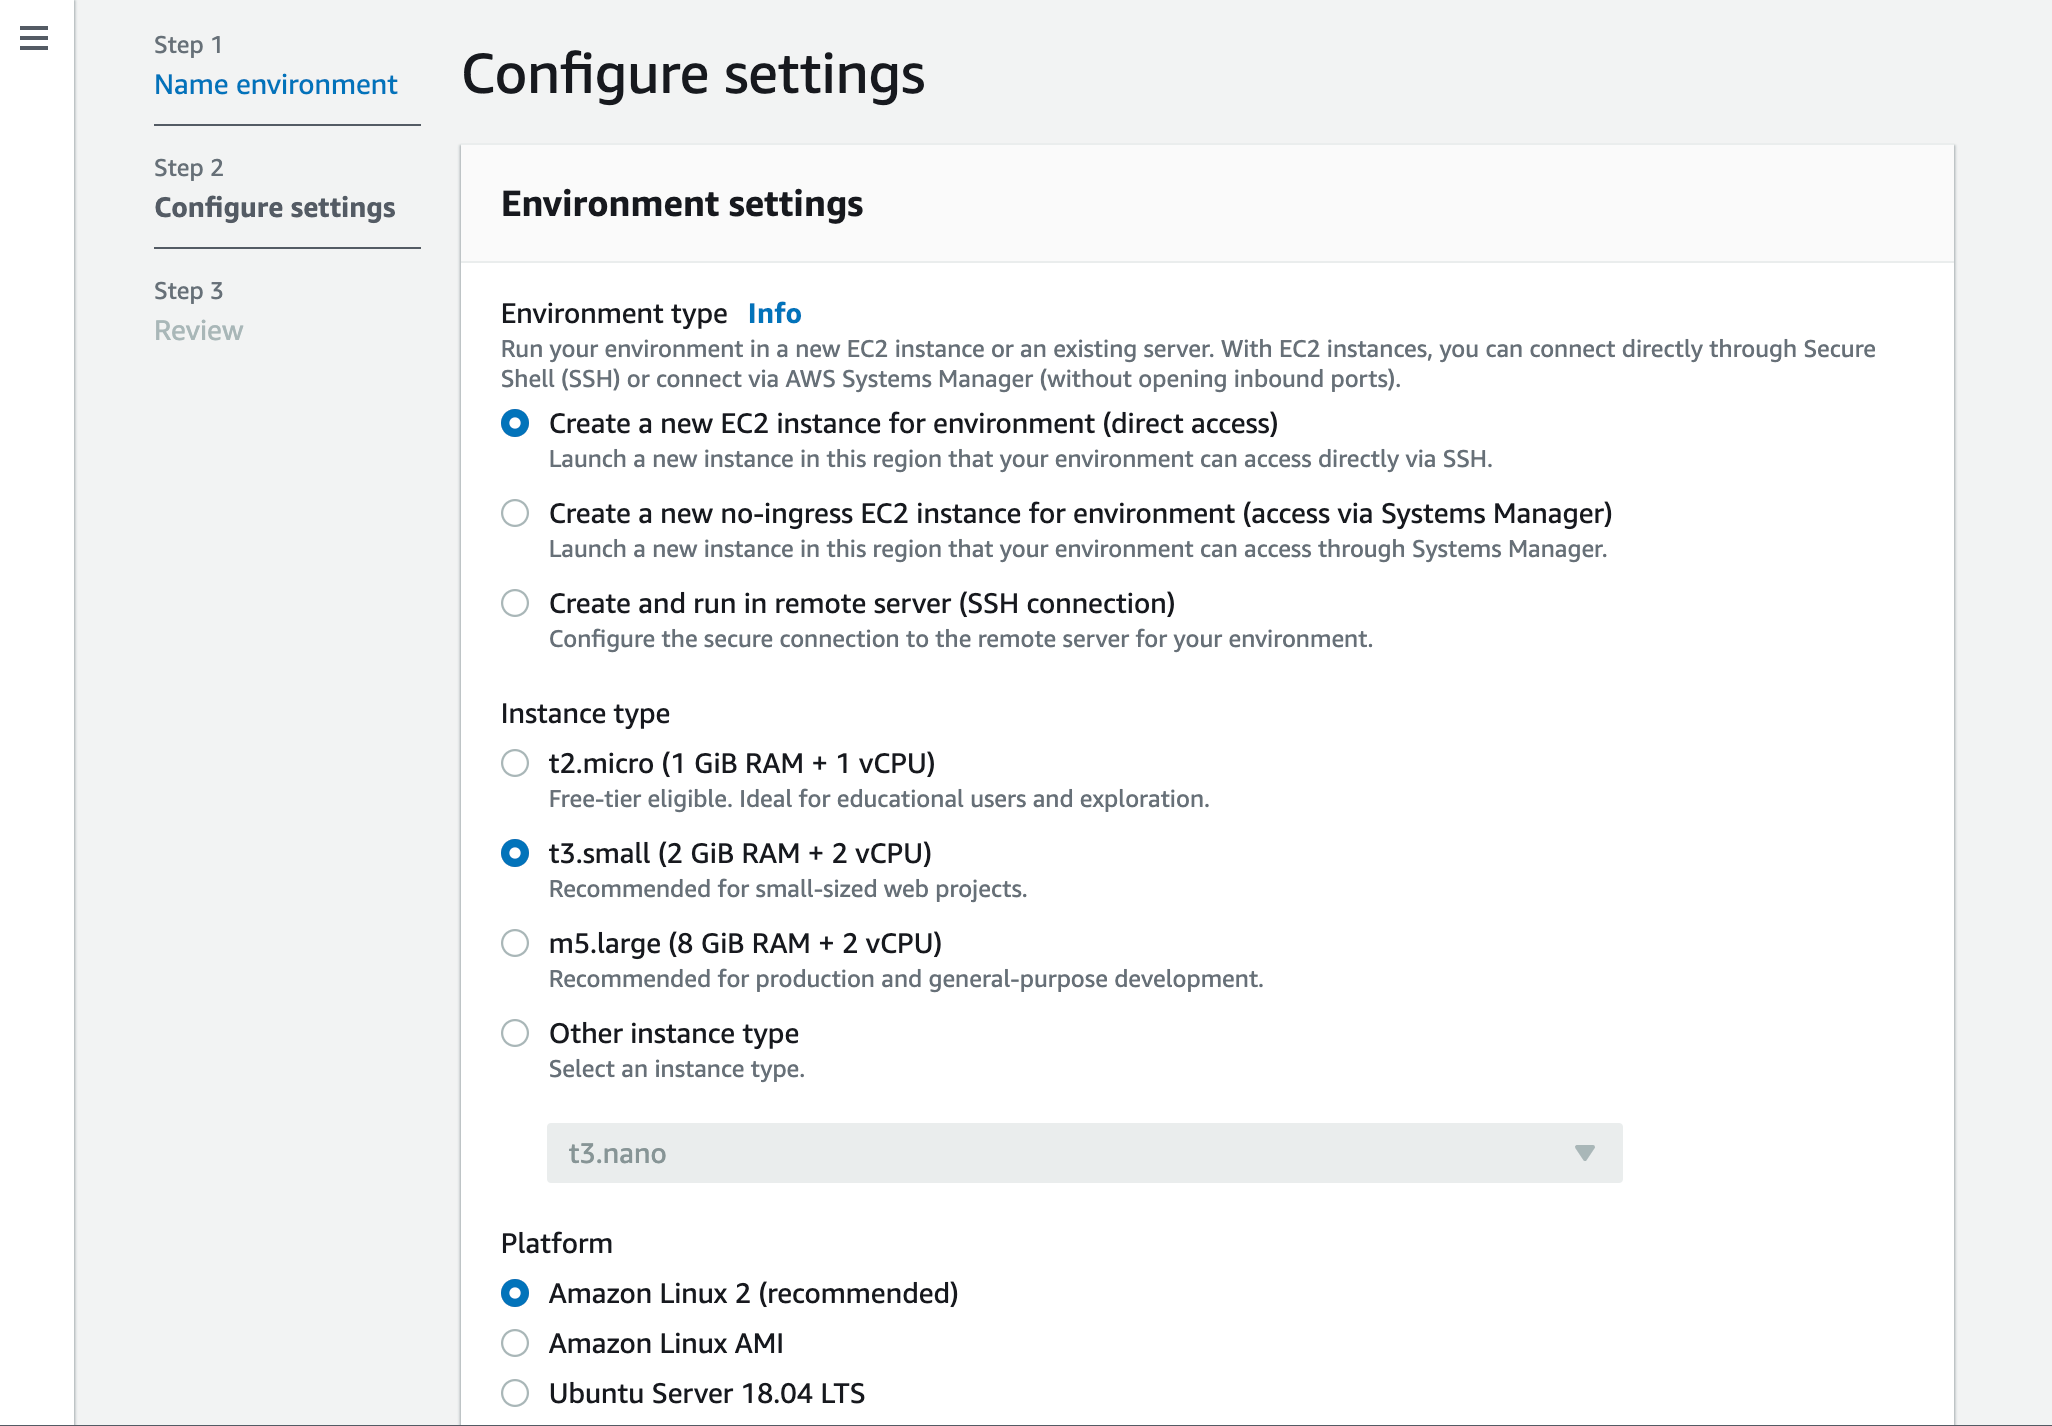 Step 1
Name environment
Step 2
Configure settings
Step 3
Review
Configure settings
Environment settings
Environment type Info
Run your environment in a new EC2 instance or an existing server. With EC2 instances, you can connect directly through Secure
Shell (SSH) or connect via AWS Systems Manager (without opening inbound ports).
Create a new EC2 instance for environment (direct access)
Launch a new instance in this region that your environment can access directly via SSH.
Create a new no-ingress EC2 instance for environment (access via Systems Manager)
Launch a new instance in this region that your environment can access through Systems Manager.
Create and run in remote server (SSH connection)
Configure the secure connection to the remote server for your environment.
Instance type
t2.micro (1 GiB RAM + 1 vCPU)
Free-tier eligible. Ideal for educational users and exploration.
t3.small (2 GiB RAM + 2 vCPU)
Recommended for small-sized web projects.
m5.large (8 GiB RAM + 2 vCPU)
Recommended for production and general-purpose development.
Other instance type
Select an instance type.
t3.nano
Platform
Amazon Linux 2 (recommended)
Amazon Linux AMI
Ubuntu Server 18.04 LTS